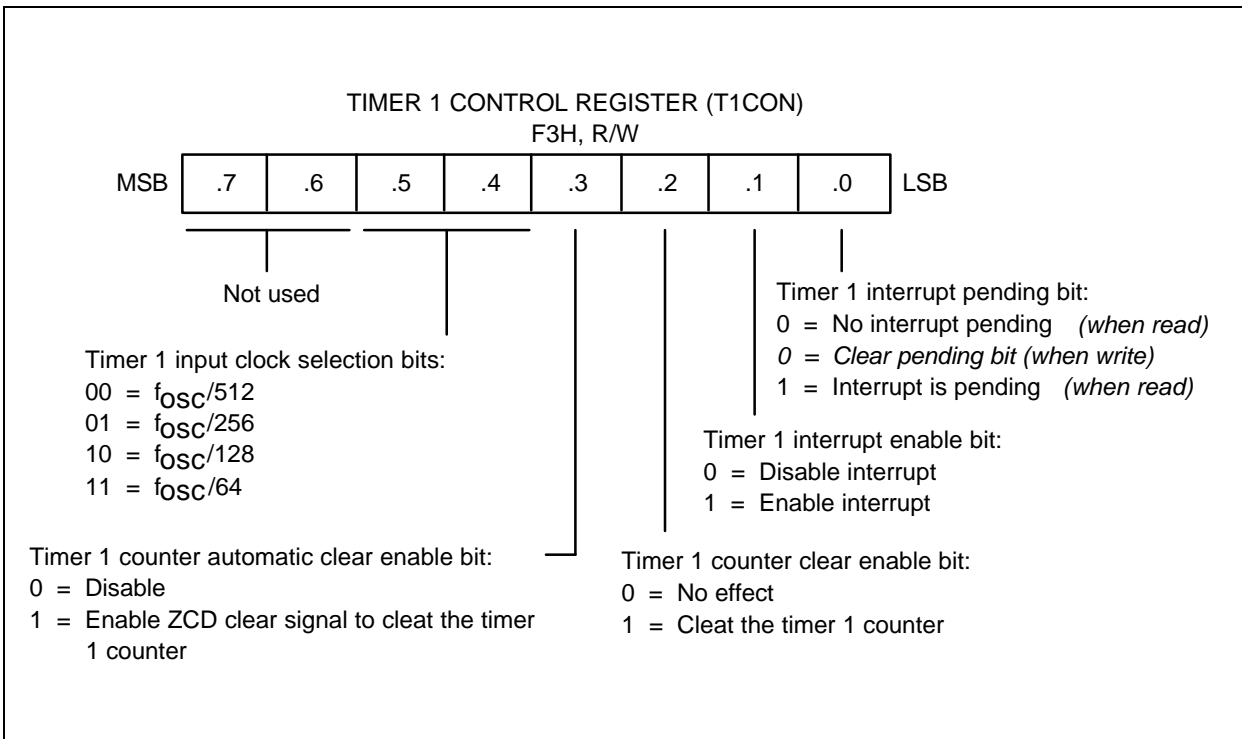 TIMER 1 CONTROL REGISTER (T1CON)
F3H, R/W
MSB .7 .6 .5 .4 .3 .2 .1 .0 LSB
Not used
Timer 1 input clock selection bits:
00 = fosc/512
01 = fosc/256
10 = fosc/128
11 = fosc/64
Timer 1 counter automatic clear enable bit:
0 = Disable
1 = Enable ZCD clear signal to cleat the timer
1 counter
Timer 1 interrupt pending bit:
0 = No interrupt pending (when read)
0 = Clear pending bit (when write)
1 = Interrupt is pending (when read)
Timer 1 interrupt enable bit:
0 = Disable interrupt
1 = Enable interrupt
Timer 1 counter clear enable bit:
0 = No effect
1 = Cleat the timer 1 counter